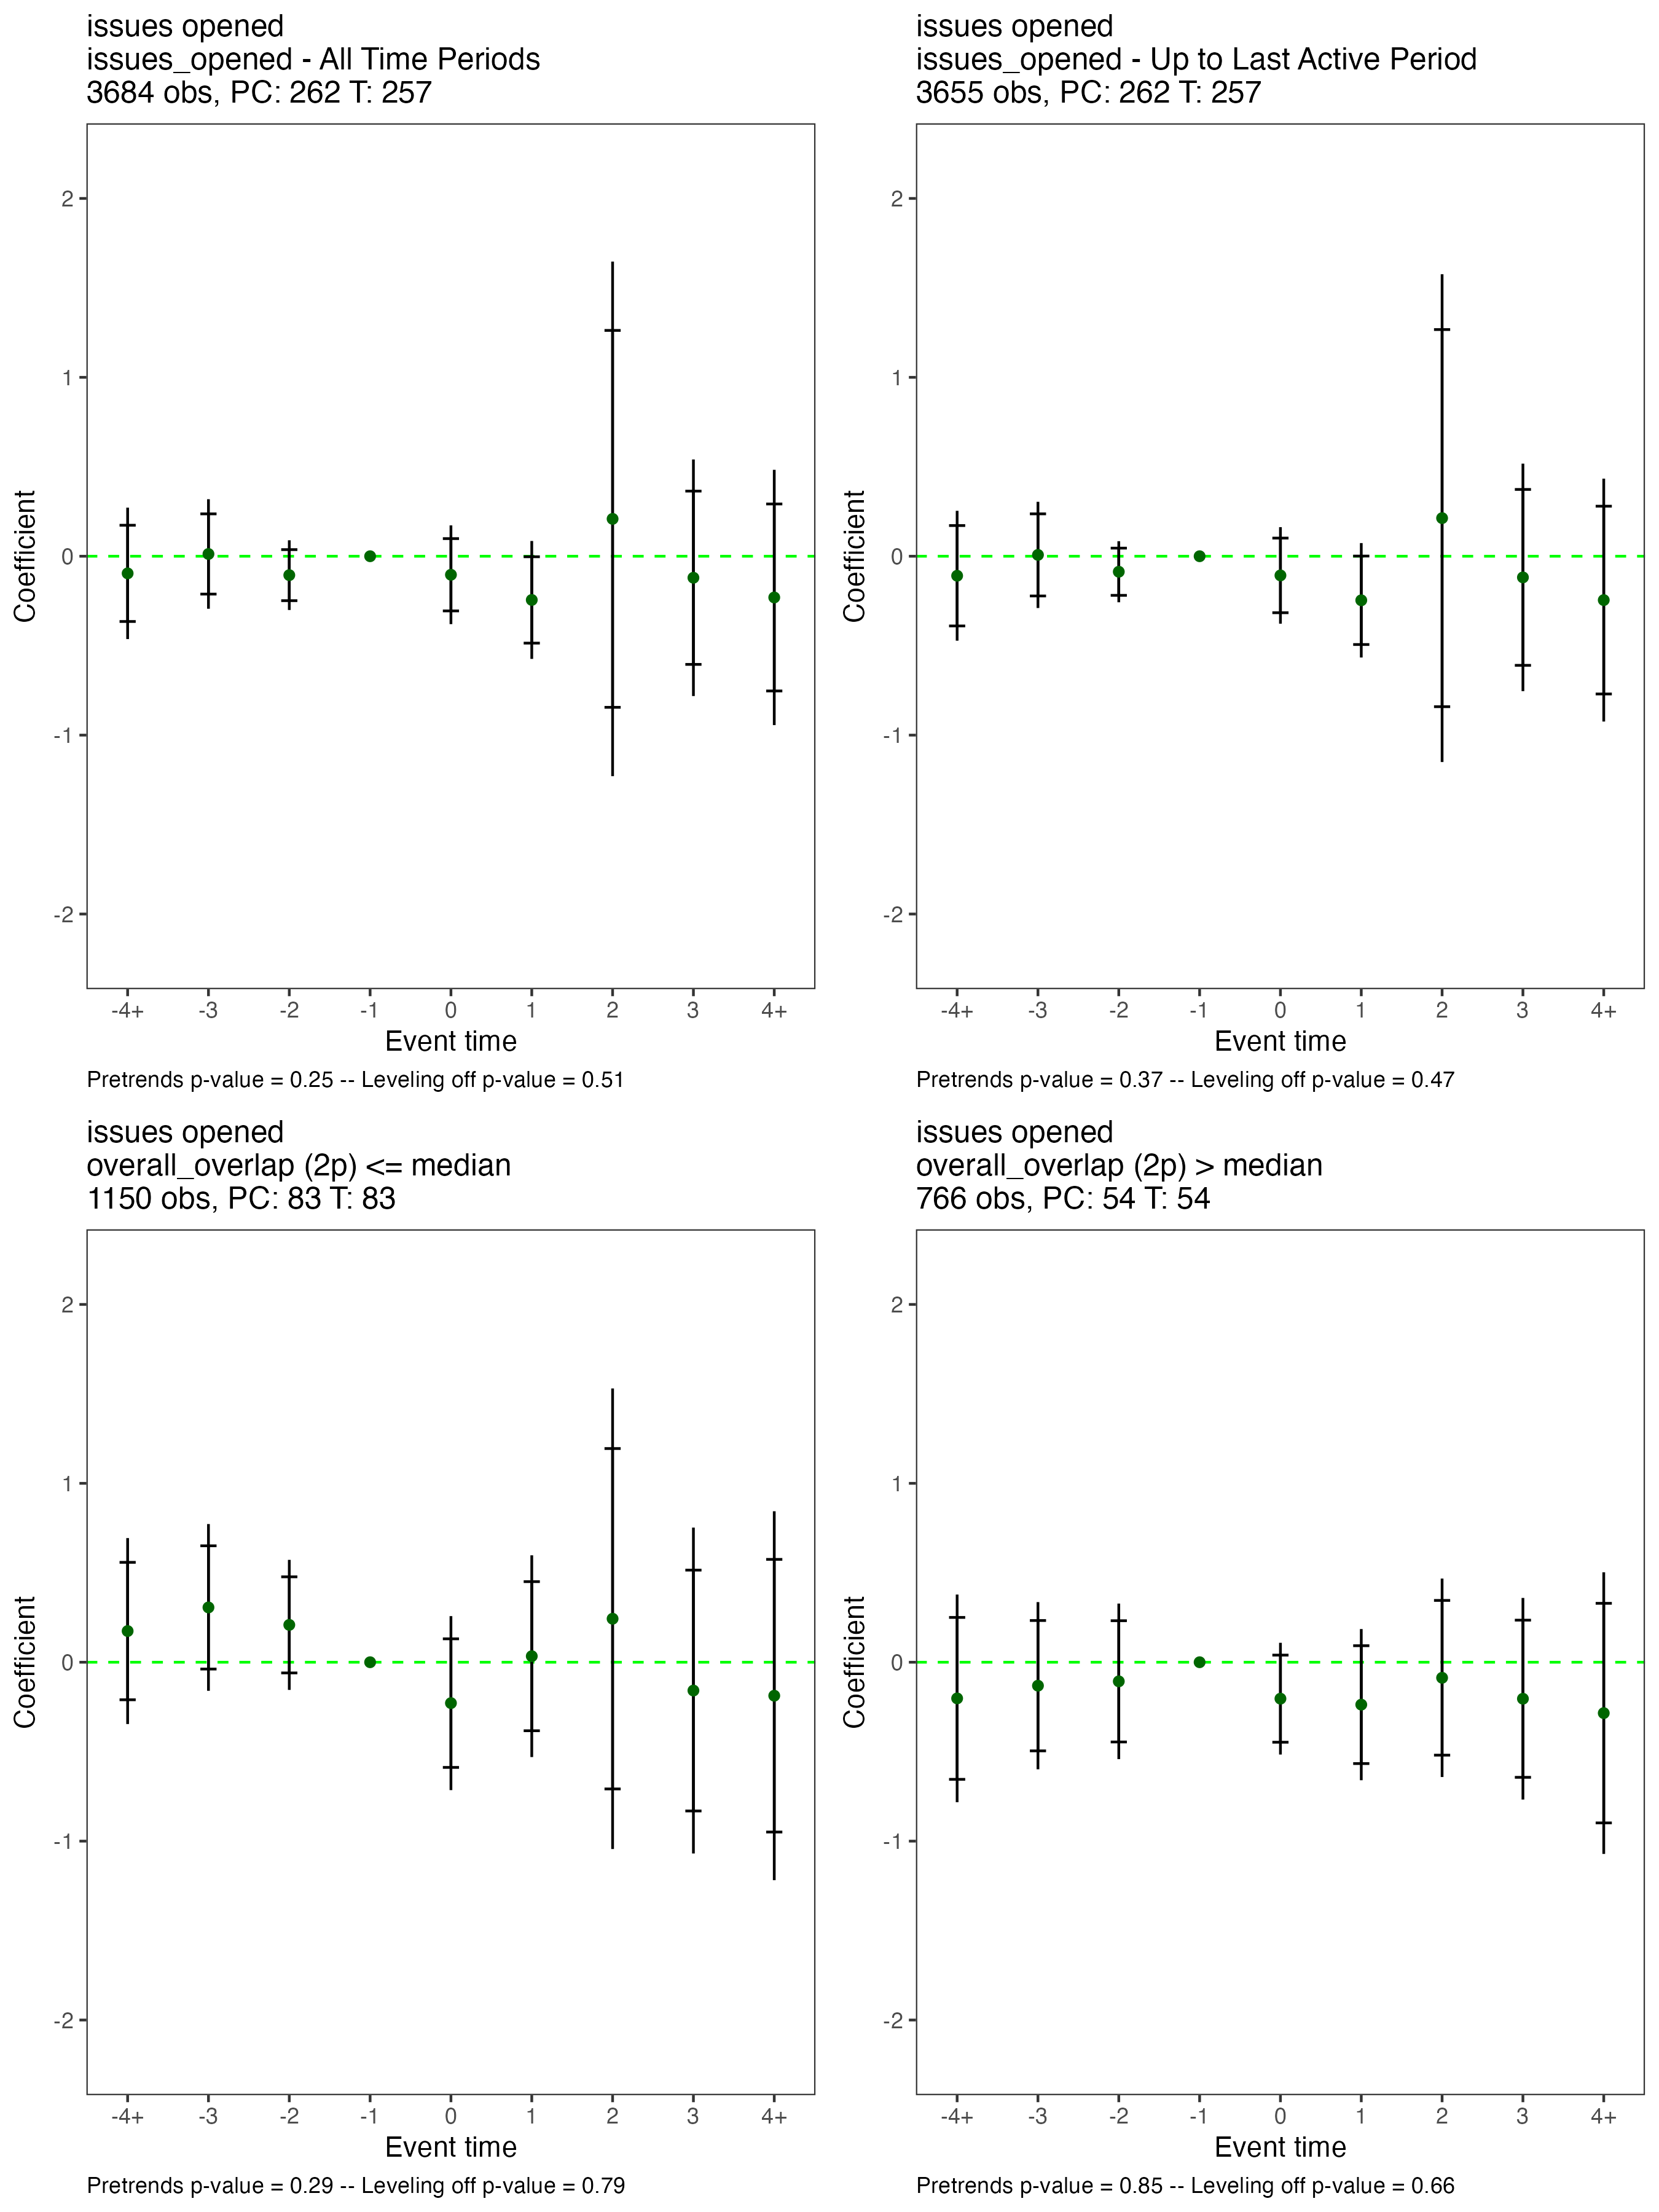 issues opened
issues_opened - All Time Periods
3684 obs, PC: 262 T: 257
Coefficient
2
1
0
-1
-2
-4+ -3 -2 -1 0 1 2 3 4+
Event time
Pretrends p-value = 0.25 -- Leveling off p-value = 0.51
issues opened
issues_opened - Up to Last Active Period
3655 obs, PC: 262 T: 257
Coefficient
2
1
0
-1
-2
-4+ -3 -2 -1 0 1 2 3 4+
Event time
Pretrends p-value = 0.37 -- Leveling off p-value = 0.47
issues opened
overall_overlap (2p) <= median
1150 obs, PC: 83 T: 83
Coefficient
2
1
0
-1
-2
-4+ -3 -2 -1 0 1 2 3 4+
Event time
Pretrends p-value = 0.29 -- Leveling off p-value = 0.79
issues opened
overall_overlap (2p) > median
766 obs, PC: 54 T: 54
Coefficient
2
1
0
-1
-2
-4+ -3 -2 -1 0 1 2 3 4+
Event time
Pretrends p-value = 0.85 -- Leveling off p-value = 0.66